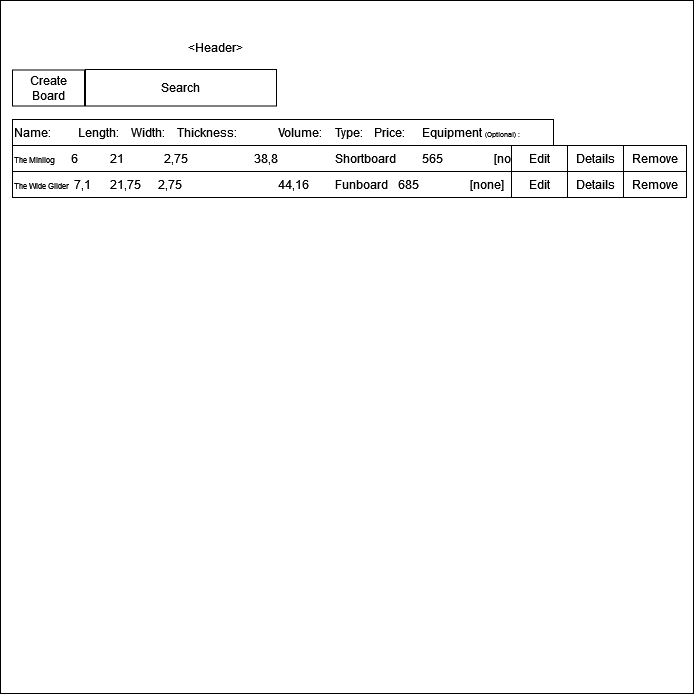 <Header>
Create Board
Search
Name: Length: Width: Thickness: Volume: Type: Price: Equipment (Optional) :
The Minilog 6 21 2,75 38,8 Shortboard 565 [no Edit Details Remove
The Wide Glider 7,1 21,75 2,75 44,16 Funboard 685 [none] Edit Details Remove